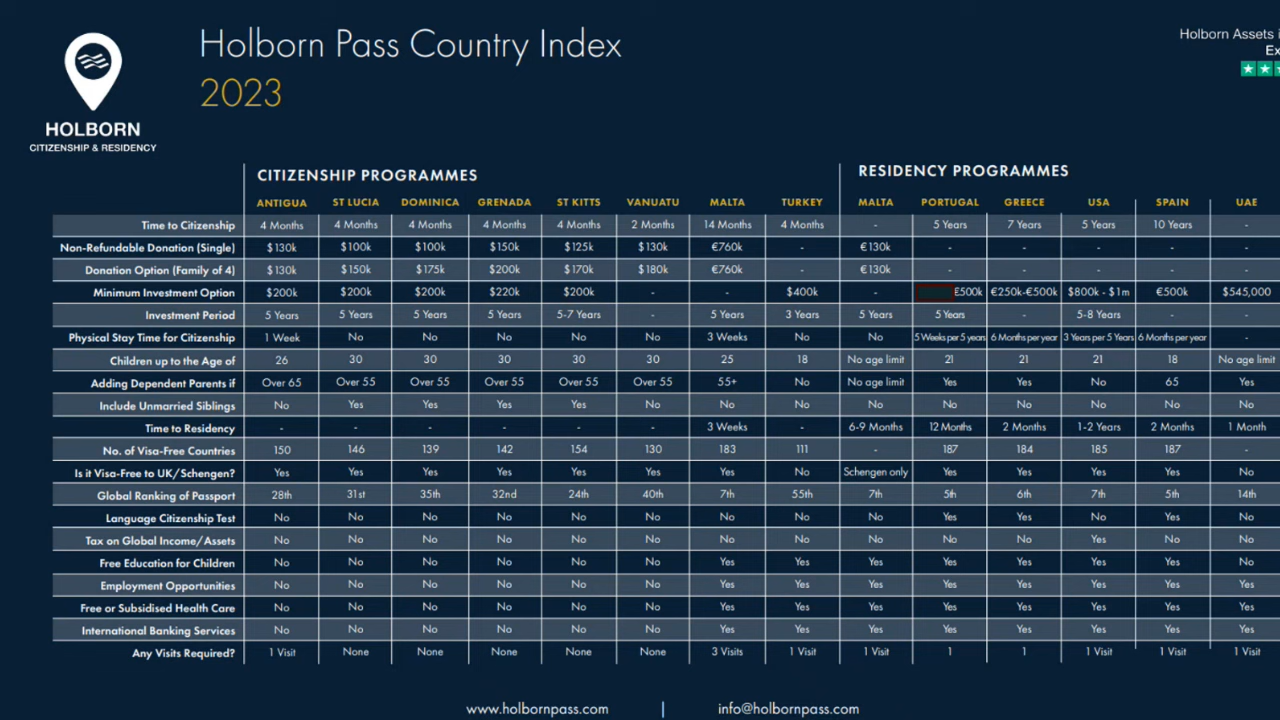 Holborn Pass Country Index
2023
Holborn Assets i
Ex
HOLBORN
CITIZENSHIP & RESIDENCY
CITIZENSHIP PROGRAMMES RESIDENCY PROGRAMMES
ANTIGUA ST LUCIA DOMINICA GRENADA ST KITTS VANUATU MALTA TURKEY MALTA PORTUGAL GREECE USA SPAIN UAE
Time to Citizenship 4 Months 4 Months 4 Months 4 Months 4 Months 2 Months 14 Months 4 Months - 5 Years 7 Years 5 Years 10 Years -
Non-Refundable Donation (Single) $130k $100k $100k $150k $125k $130k €760k - €130k - - - - -
Donation Option (Family of 4) $130k $150k $175k $200k $170k $180k €760k - €130k - - - - -
Minimum Investment Option $200k $200k $200k $220k $200k - - $400k - €500k €250k-€500k $800k - $1m €500k $545,000
Investment Period 5 Years 5 Years 5 Years 5 Years 5-7 Years - 5 Years 3 Years 5 Years 5 Years - 5-8 Years
Physical Stay Time for Citizenship 1 Week No No No No No 3 Weeks No No 5 Weeks per 5 years 6 Months per year 3 Years per 5 Years 6 Months per year -
Children up to the Age of 26 30 30 30 30 30 25 18 No age limit 21 21 21 18 No age limit
Adding Dependent Parents if Over 65 Over 55 Over 55 Over 55 Over 55 Over 55 55+ No No age limit Yes Yes No 65 Yes
Include Unmarried Siblings No Yes Yes Yes Yes No No No No No No No No No
Time to Residency - - - - - - 3 Weeks - 6-9 Months 12 Months 2 Months 1-2 Years 2 Months 1 Month
No. of Visa-Free Countries 150 146 139 142 154 130 183 111 - 187 184 185 187 -
Is it Visa-Free to UK/Schengen? Yes Yes Yes Yes Yes Yes Yes No Schengen only Yes Yes Yes Yes No
Global Ranking of Passport 28th 31st 35th 32nd 24th 40th 7th 55th 7th 5th 6th 7th 5th 14th
Language Citizenship Test No No No No No No No No No Yes Yes No Yes No
Tax on Global Income/Assets No No No No No No No No No No No Yes No No
Free Education for Children No No No No No No Yes Yes Yes Yes Yes Yes Yes No
Employment Opportunities No No No No No No Yes Yes Yes Yes Yes Yes Yes Yes
Free or Subsidised Health Care No No No No No No Yes Yes Yes Yes Yes Yes Yes Yes
International Banking Services No No No No No No Yes Yes Yes Yes Yes Yes Yes Yes
Any Visits Required? 1 Visit None None None None None 3 Visits 1 Visit 1 Visit 1 1 1 Visit 1 Visit 1 Visit
www.holbornpass.com | info@holbornpass.com